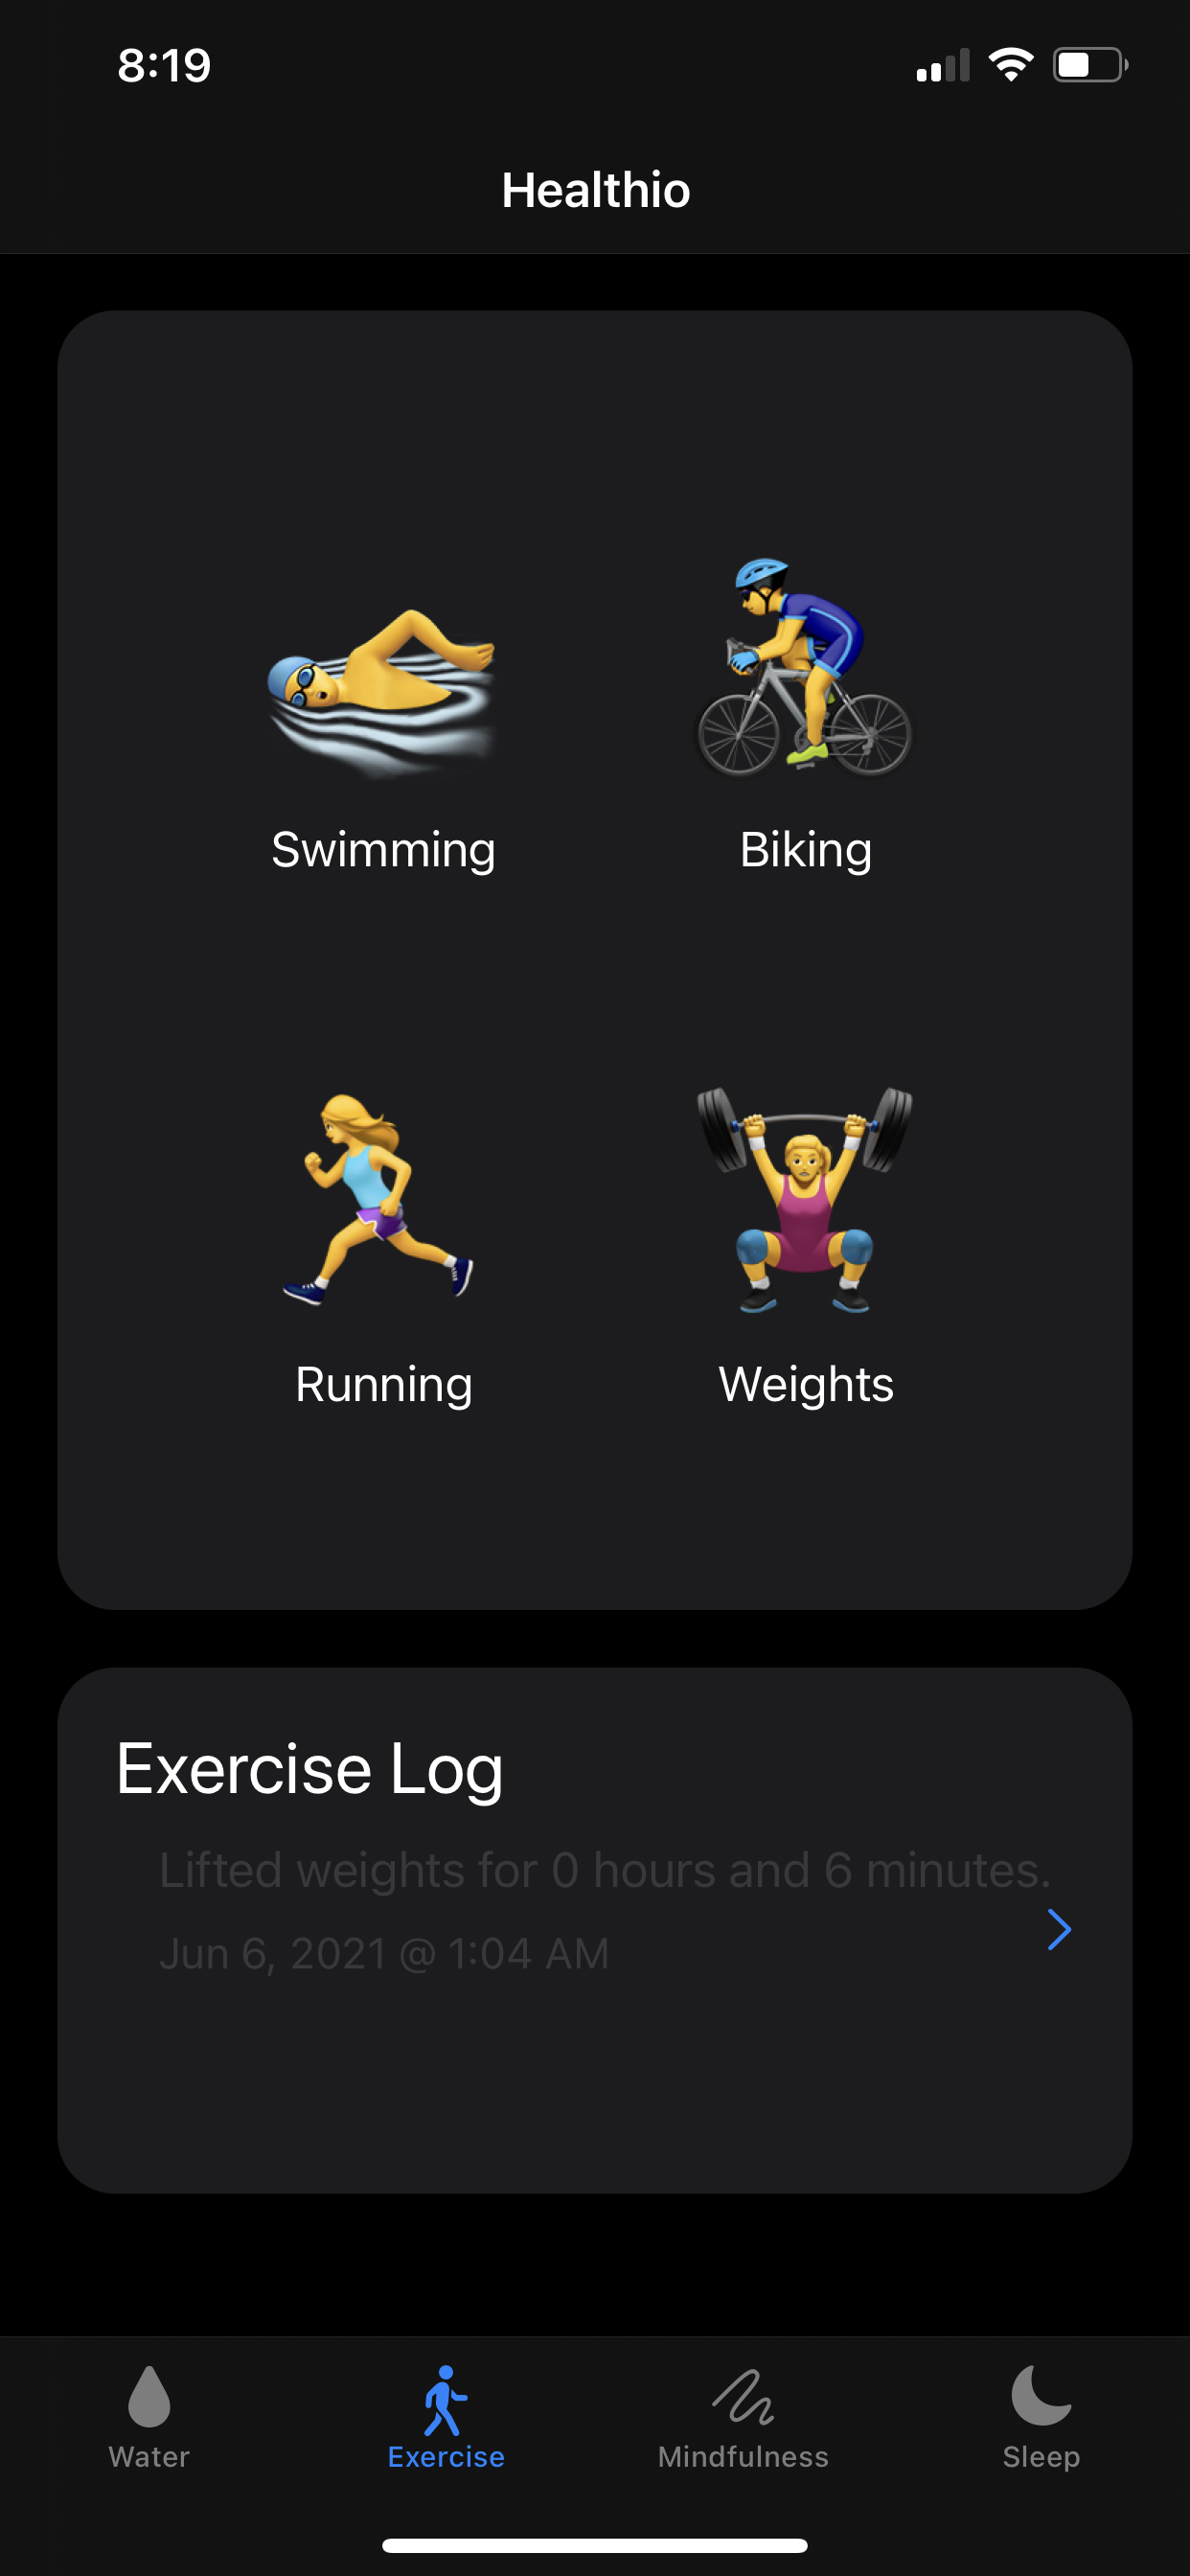 8:19
Healthio
Swimming
Biking
Running
Weights
Exercise Log
Lifted weights for 0 hours and 6 minutes.
Jun 6, 2021 @ 1:04 AM
Water
Exercise
Mindfulness
Sleep